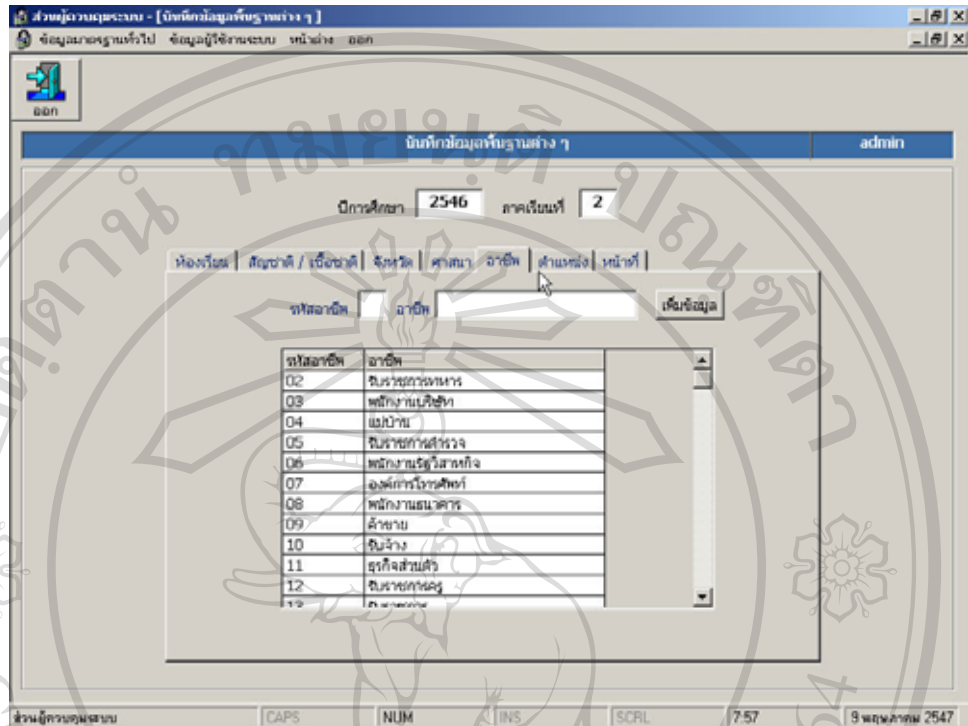 ส่วนผู้ควบคุมระบบ - [บันทึกข้อมูลพื้นฐานต่าง ๆ ]
ข้อมูลมาตรฐานทั่วไป ข้อมูลผู้ใช้งานระบบ หน้าต่าง ออก
ออก
บันทึกข้อมูลพื้นฐานต่าง ๆ admin
ปีการศึกษา 2546 ภาคเรียนที่ 2
ห้องเรียน สัญชาติ / เชื้อชาติ จังหวัด ศาสนา อาชีพ ตำแหน่ง หน้าที่
รหัสอาชีพ อาชีพ เพิ่มข้อมูล
รหัสอาชีพ อาชีพ
02 รับราชการทหาร
03 พนักงานบริษัท
04 แม่บ้าน
05 รับราชการตำรวจ
06 พนักงานรัฐวิสาหกิจ
07 องค์การโทรศัพท์
08 พนักงานธนาคาร
09 ค้าขาย
10 รับจ้าง
11 ธุรกิจส่วนตัว
12 รับราชการครู
13 รับราชการ
ส่วนผู้ควบคุมระบบ CAPS NUM INS SCRL 7:57 9 พฤษภาคม 2547